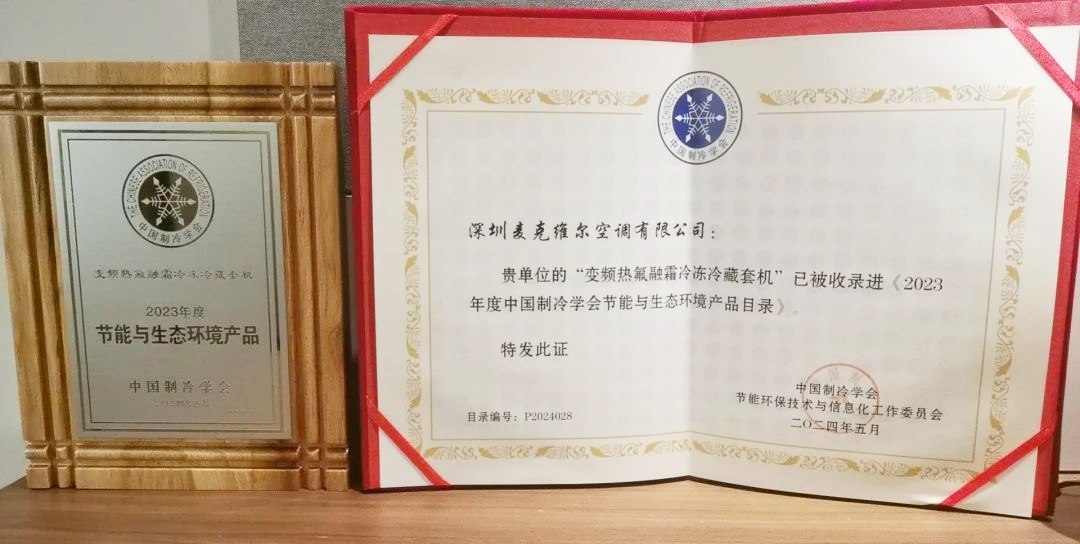 THE CHINESE ASSOCIATION OF REFRIGERATION
中国制冷学会
变频热氟融霜冷冻冷藏套机
2023年度
节能与生态环境产品
中国制冷学会
THE CHINESE ASSOCIATION OF REFRIGERATION
中国制冷学会
深圳麦克维尔空调有限公司：
贵单位的“变频热氟融霜冷冻冷藏套机”已被收录进《2023
年度中国制冷学会节能与生态环境产品目录》。
特发此证
目录编号：P2024028
中国制冷学会
节能环保技术与信息化工作委员会
二〇二四年五月